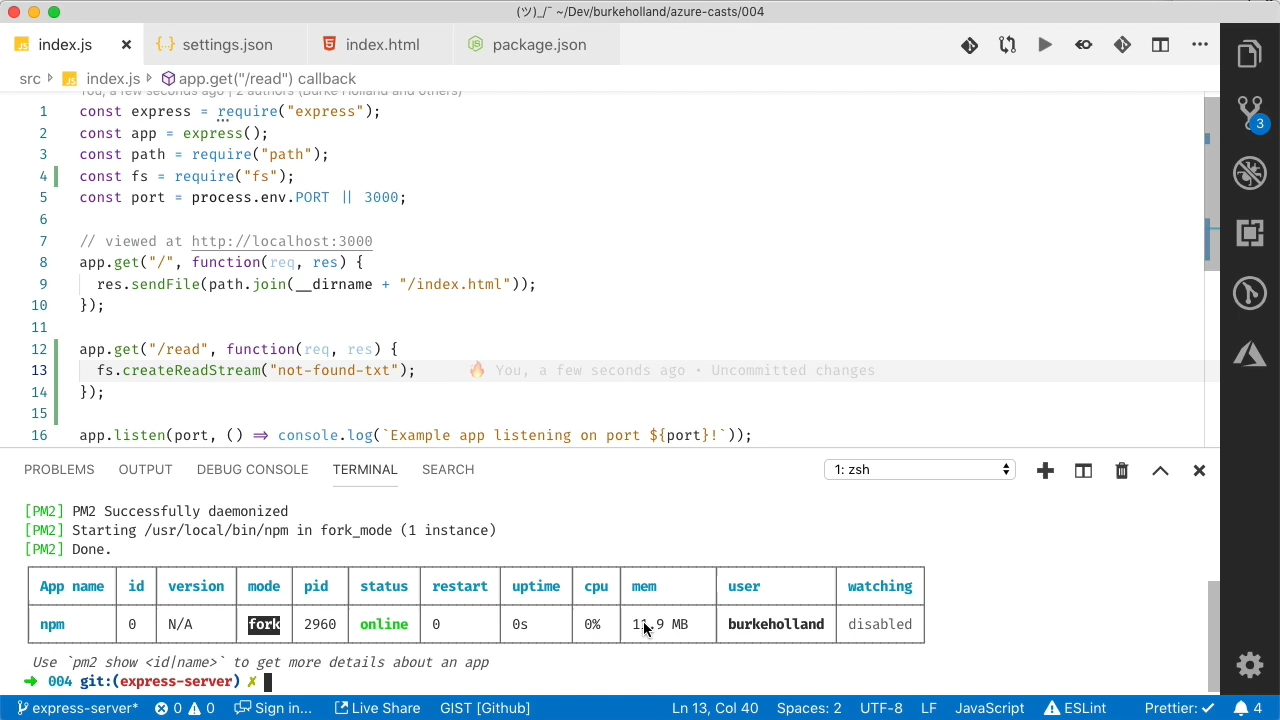 (ツ)_/¯ ~/Dev/burkeholland/azure-casts/004
JS index.js × {··} settings.json index.html package.json
src index.js app.get("/read") callback
You, a few seconds ago | 2 authors (Burke Holland and others)
1 const express = require("express");
2 const app = express();
3 const path = require("path");
4 const fs = require("fs");
5 const port = process.env.PORT || 3000;
6
7 // viewed at http://localhost:3000
8 app.get("/", function(req, res) {
9 res.sendFile(path.join(__dirname + "/index.html"));
10 });
11
12 app.get("/read", function(req, res) {
13 fs.createReadStream("not-found-txt"); 🔥 You, a few seconds ago • Uncommitted changes
14 });
15
16 app.listen(port, () => console.log(`Example app listening on port ${port}!`));
3
PROBLEMS OUTPUT DEBUG CONSOLE TERMINAL SEARCH 1: zsh
[PM2] PM2 Successfully daemonized
[PM2] Starting /usr/local/bin/npm in fork_mode (1 instance)
[PM2] Done.
App name id version mode pid status restart uptime cpu mem user watching
npm 0 N/A fork 2960 online 0 0s 0% 11.9 MB burkeholland disabled
Use `pm2 show <id|name>` to get more details about an app
➜ 004 git:(express-server) ✗
express-server* 0 0 Sign in... Live Share GIST [Github] Ln 13, Col 40 Spaces: 2 UTF-8 LF JavaScript ESLint Prettier: ✓ 4